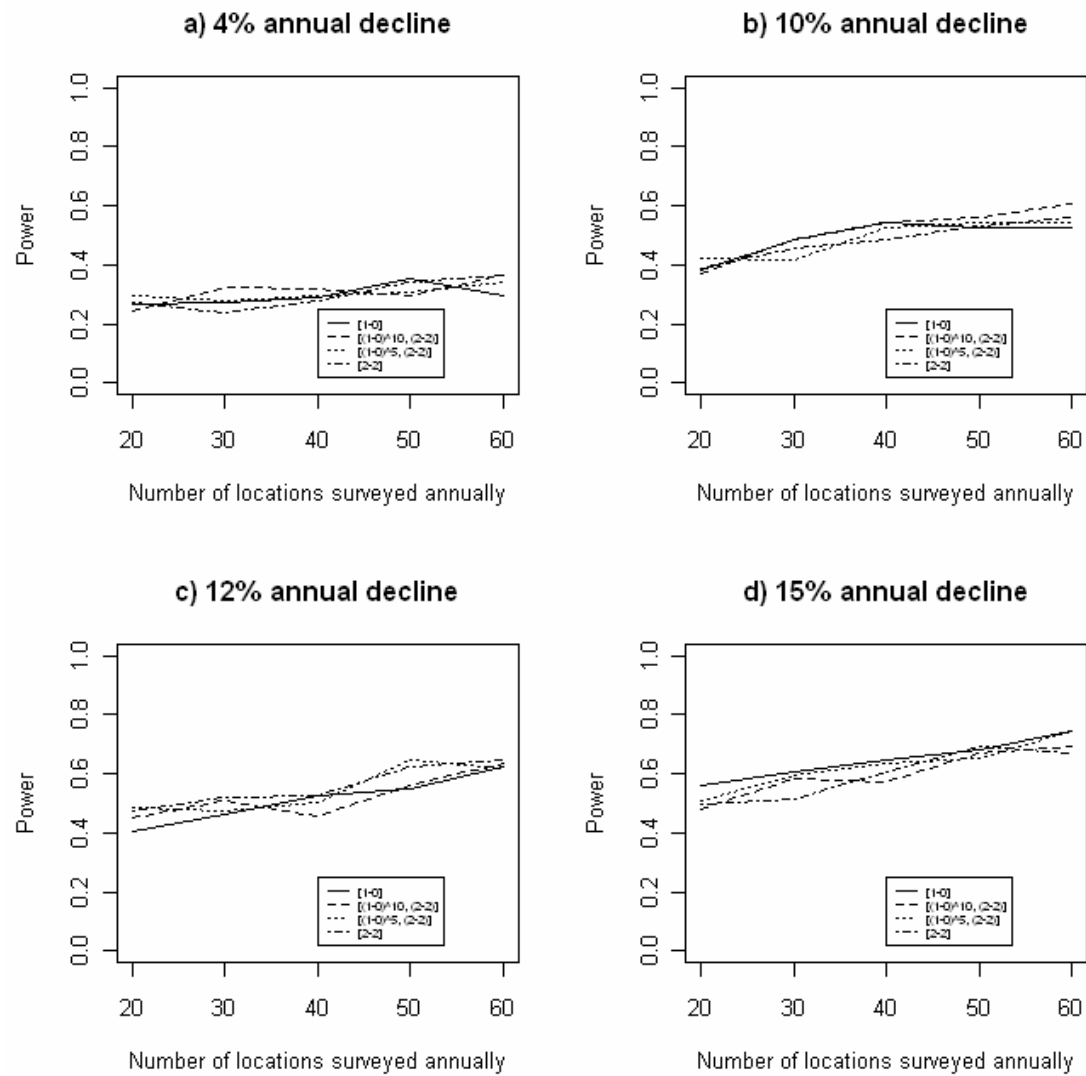 a) 4% annual decline
Power
1.0
0.8
0.6
0.4
0.2
0.0
[1-0]
[((1-0)^10, (2-2)]
[((1-0)^5, (2-2)]
[2-2]
20 30 40 50 60
Number of locations surveyed annually
b) 10% annual decline
Power
1.0
0.8
0.6
0.4
0.2
0.0
[1-0]
[((1-0)^10, (2-2)]
[((1-0)^5, (2-2)]
[2-2]
20 30 40 50 60
Number of locations surveyed annually
c) 12% annual decline
Power
1.0
0.8
0.6
0.4
0.2
0.0
[1-0]
[((1-0)^10, (2-2)]
[((1-0)^5, (2-2)]
[2-2]
20 30 40 50 60
Number of locations surveyed annually
d) 15% annual decline
Power
1.0
0.8
0.6
0.4
0.2
0.0
[1-0]
[((1-0)^10, (2-2)]
[((1-0)^5, (2-2)]
[2-2]
20 30 40 50 60
Number of locations surveyed annually